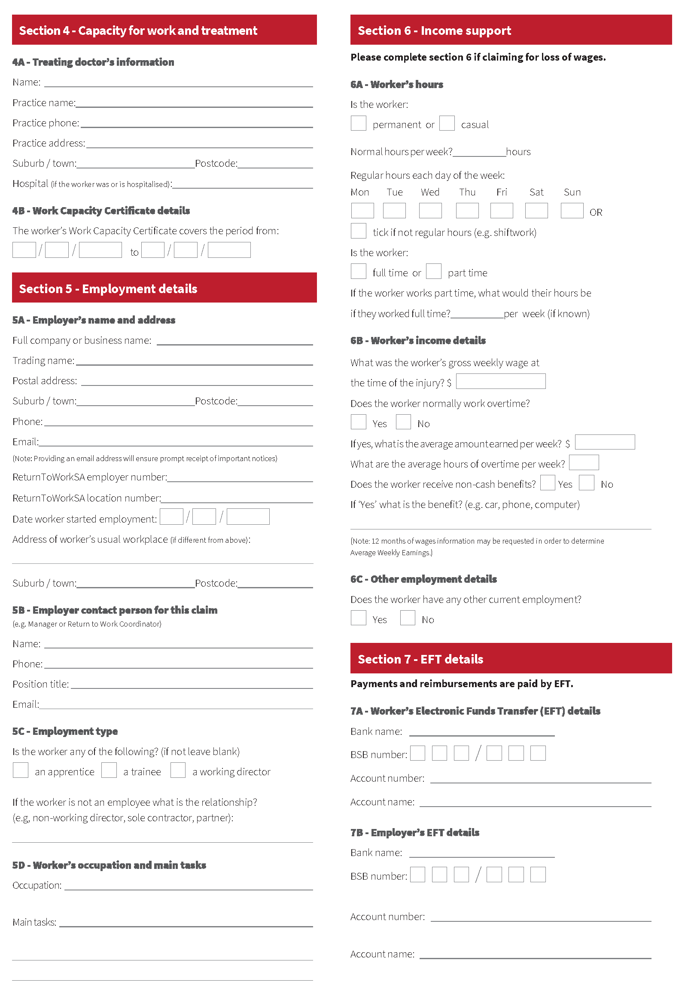 Section 4 - Capacity for work and treatment
4A - Treating doctor’s information
Name:
Practice name:
Practice phone:
Practice address:
Suburb / town: Postcode:
Hospital (if the worker was or is hospitalised):
4B - Work Capacity Certificate details
The worker’s Work Capacity Certificate covers the period from:
/ / to / /
Section 5 - Employment details
5A - Employer’s name and address
Full company or business name:
Trading name:
Postal address:
Suburb / town: Postcode:
Phone:
Email:
(Note: Providing an email address will ensure prompt receipt of important notices)
ReturnToWorkSA employer number:
ReturnToWorkSA location number:
Date worker started employment: / /
Address of worker’s usual workplace (if different from above):
Suburb / town: Postcode:
5B - Employer contact person for this claim
(e.g. Manager or Return to Work Coordinator)
Name:
Phone:
Position title:
Email:
5C - Employment type
Is the worker any of the following? (if not leave blank)
an apprentice a trainee a working director
If the worker is not an employee what is the relationship?
(e.g, non-working director, sole contractor, partner):
5D - Worker’s occupation and main tasks
Occupation:
Main tasks:
Section 6 - Income support
Please complete section 6 if claiming for loss of wages.
6A - Worker’s hours
Is the worker:
permanent or casual
Normal hours per week? hours
Regular hours each day of the week:
Mon Tue Wed Thu Fri Sat Sun
OR
tick if not regular hours (e.g. shiftwork)
Is the worker:
full time or part time
If the worker works part time, what would their hours be
if they worked full time? per week (if known)
6B - Worker’s income details
What was the worker’s gross weekly wage at
the time of the injury? $
Does the worker normally work overtime?
Yes No
If yes, what is the average amount earned per week? $
What are the average hours of overtime per week?
Does the worker receive non-cash benefits? Yes No
If ‘Yes’ what is the benefit? (e.g. car, phone, computer)
(Note: 12 months of wages information may be requested in order to determine
Average Weekly Earnings.)
6C - Other employment details
Does the worker have any other current employment?
Yes No
Section 7 - EFT details
Payments and reimbursements are paid by EFT.
7A - Worker’s Electronic Funds Transfer (EFT) details
Bank name:
BSB number: /
Account number:
Account name:
7B - Employer’s EFT details
Bank name:
BSB number: /
Account number:
Account name: